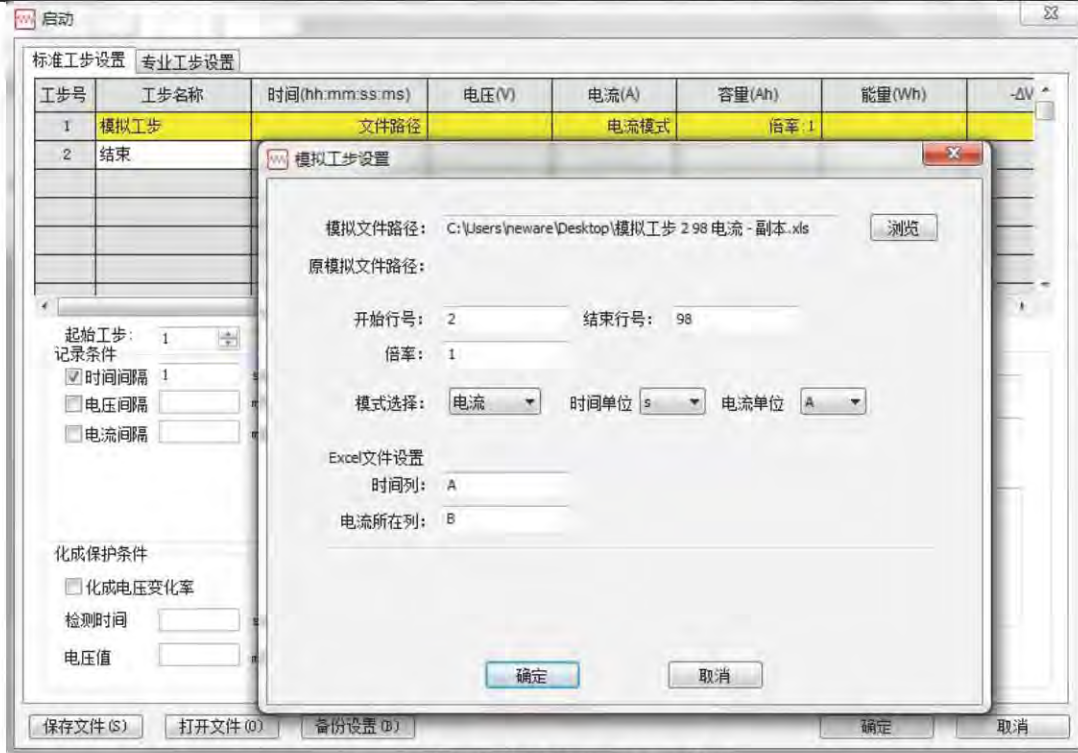 启动
标准工步设置 专业工步设置
工步号 工步名称 时间(hh:mm:ss:ms) 电压(V) 电流(A) 容量(Ah) 能量(Wh) -ΔV
1 模拟工步 文件路径 电流模式 倍率:1
2 结束
模拟工步设置
模拟文件路径: C:\Users\neware\Desktop\模拟工步 2 98 电流 - 副本.xls 浏览
原模拟文件路径:
开始行号: 2 结束行号: 98
倍率: 1
模式选择: 电流 时间单位 s 电流单位 A
Excel文件设置
时间列: A
电流所在列: B
确定 取消
起始工步: 1
记录条件
时间间隔 1
电压间隔
电流间隔
化成保护条件
化成电压变化率
检测时间
电压值
保存文件(S) 打开文件(O) 备份设置(B) 确定 取消